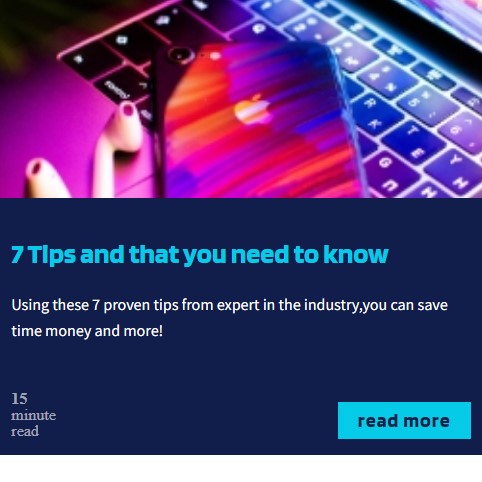 7 Tips and that you need to know
Using these 7 proven tips from expert in the industry,you can save
time money and more!
15
minute
read
read more